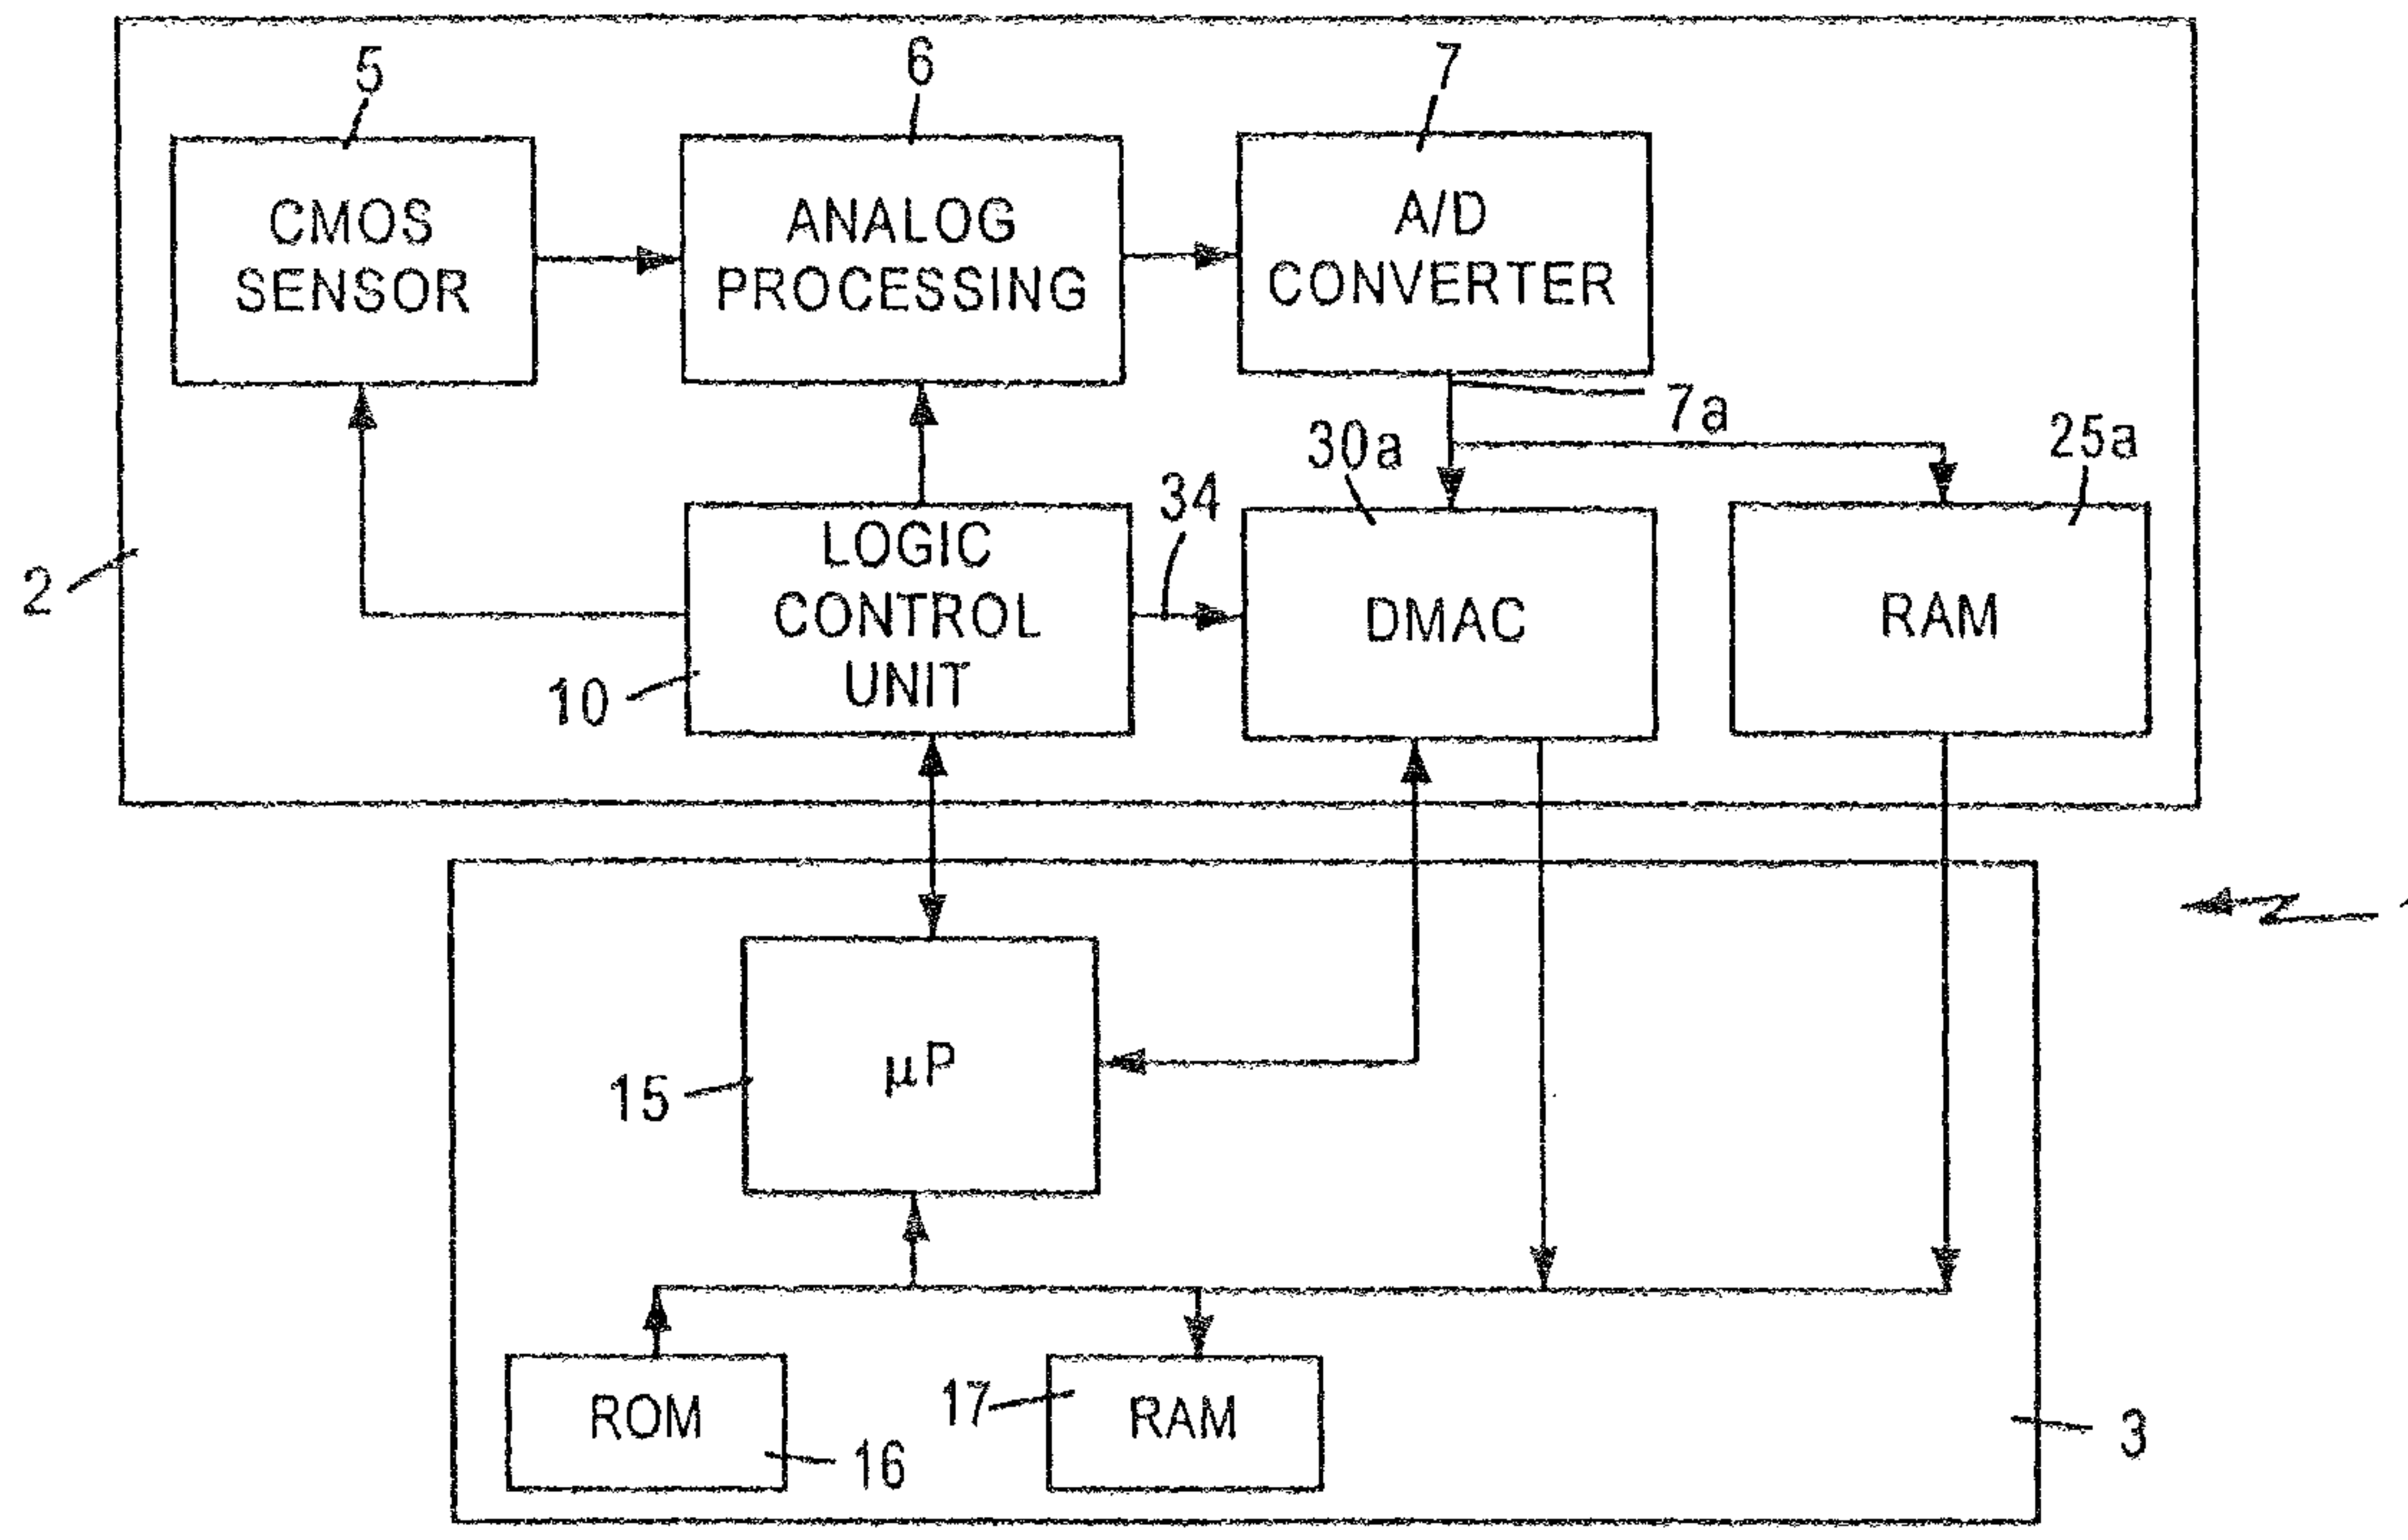 5
6
7
CMOS
SENSOR
ANALOG
PROCESSING
A/D
CONVERTER
7a
30a
25a
34
2
LOGIC
CONTROL
UNIT
10
DMAC
RAM
μP
15
ROM
16
17
RAM
3